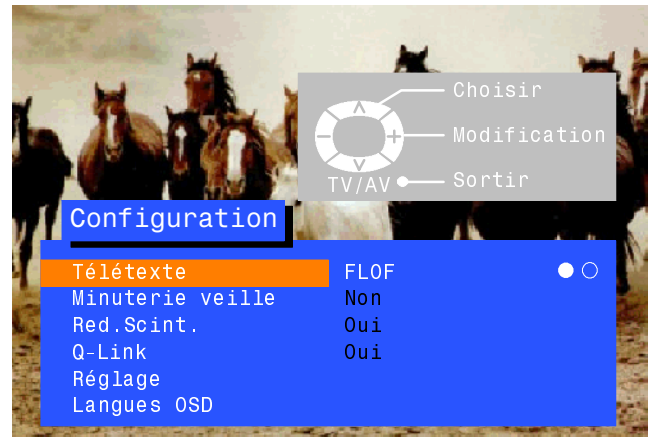 Choisir
Modification
TV/AV Sortir
Configuration
Télétexte FLOF
Minuterie veille Non
Red.Scint. Oui
Q-Link Oui
Réglage
Langues OSD